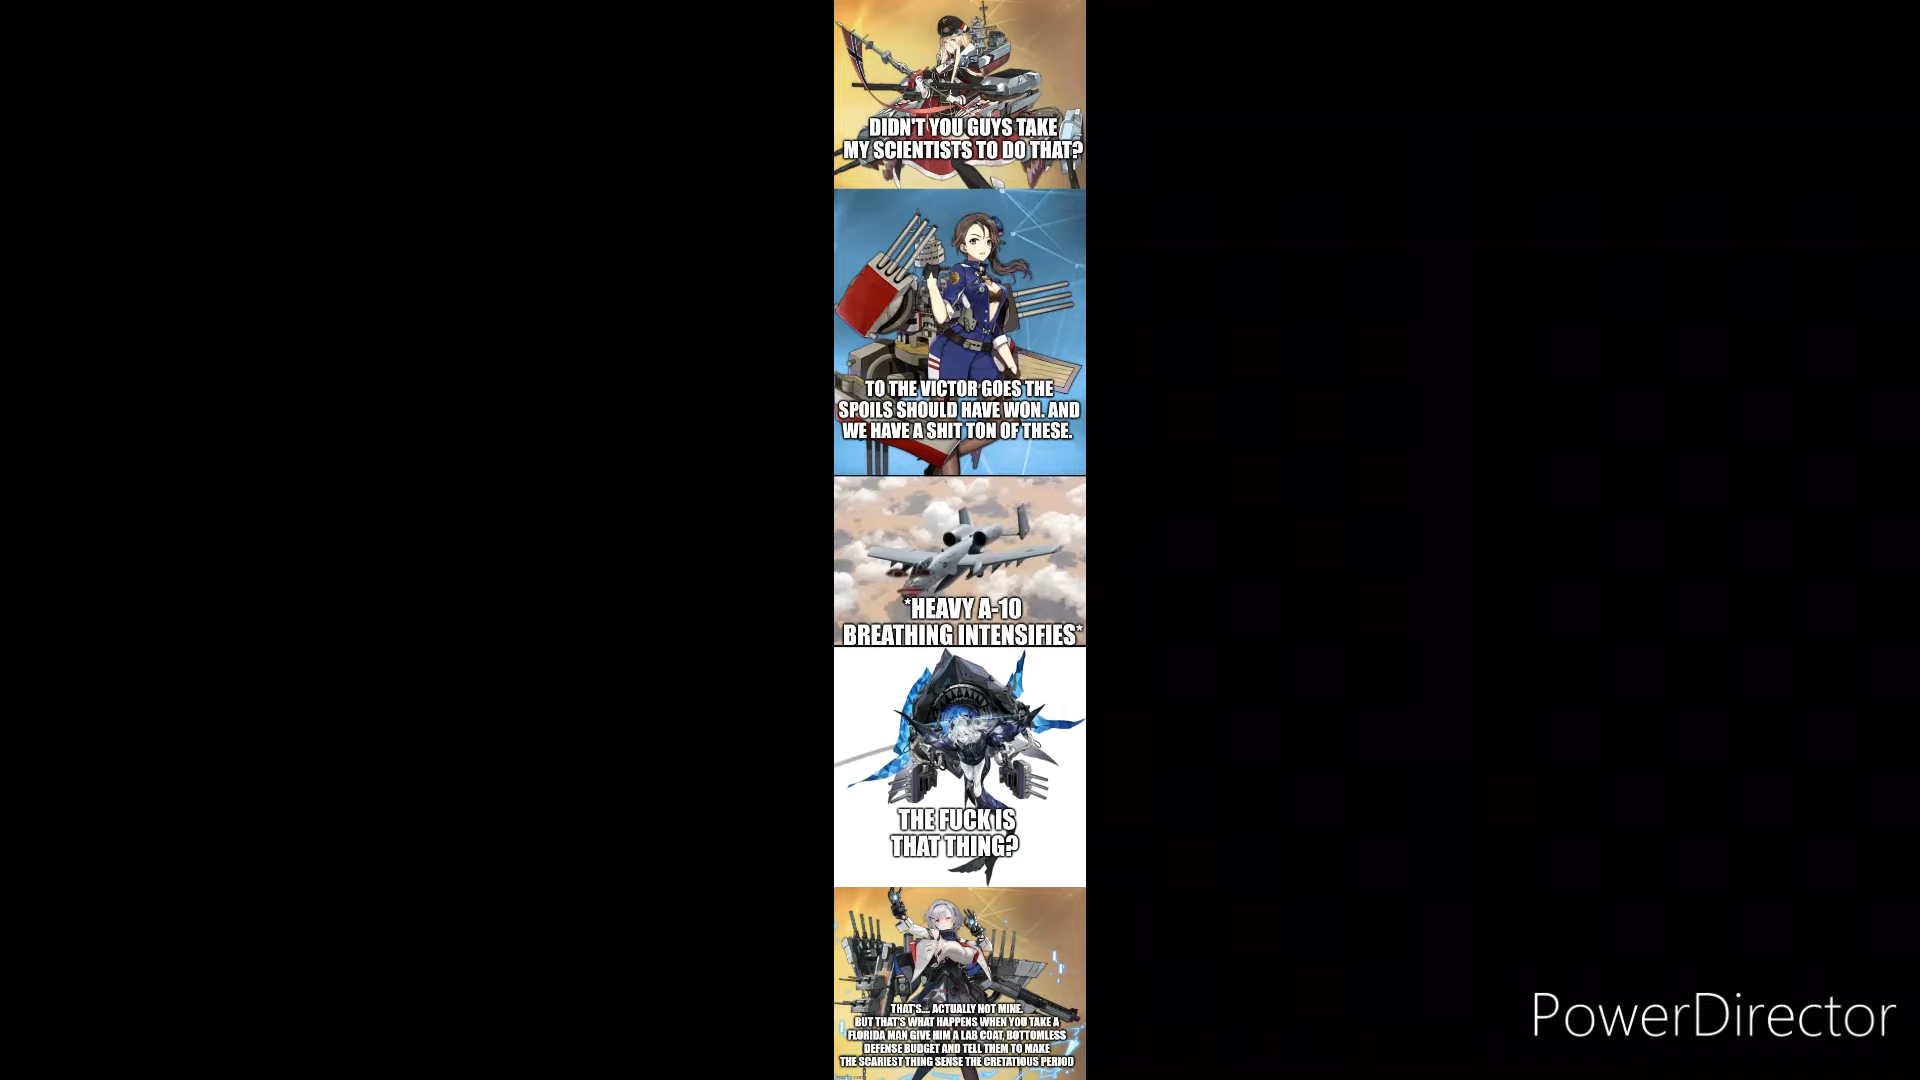 DIDN'T YOU GUYS TAKE
MY SCIENTISTS TO DO THAT?
TO THE VICTOR GOES THE
SPOILS SHOULD HAVE WON. AND
WE HAVE A SHIT TON OF THESE.
*HEAVY A-10
BREATHING INTENSIFIES*
THE FUCK IS
THAT THING?
THAT'S.... ACTUALLY NOT MINE.
BUT THAT'S WHAT HAPPENS WHEN YOU TAKE A
FLORIDA MAN GIVE HIM A LAB COAT, BOTTOMLESS
DEFENSE BUDGET AND TELL THEM TO MAKE
THE SCARIEST THING SENSE THE CRETATIOUS PERIOD
imgflip.com
PowerDirector